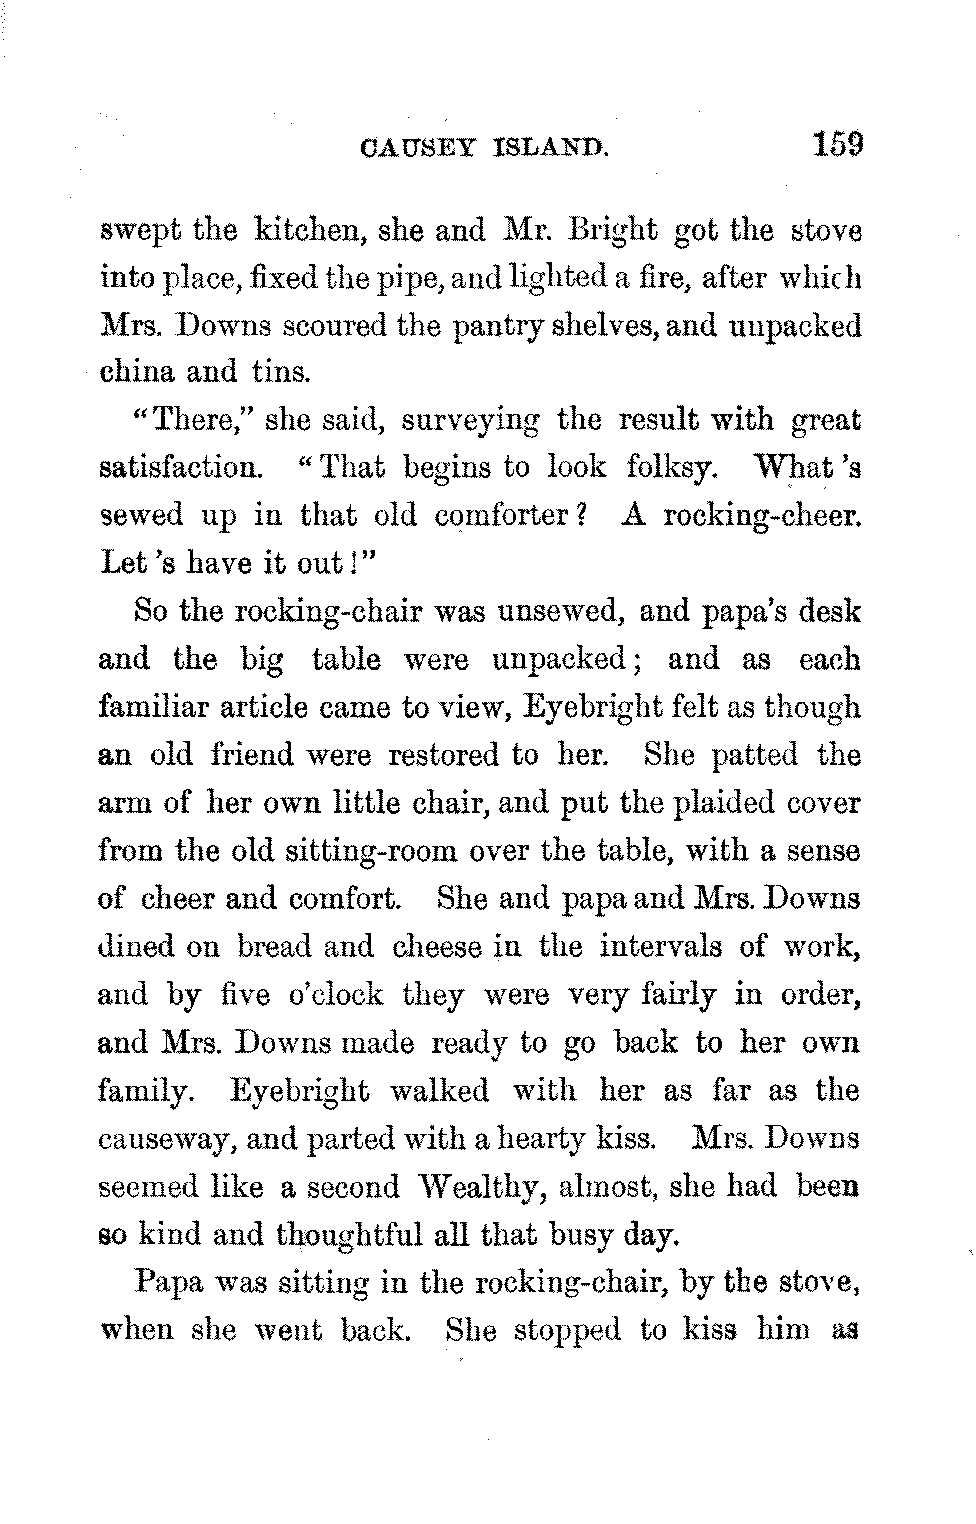 CAUSEY ISLAND. 159
swept the kitchen, she and Mr. Bright got the stove
into place, fixed the pipe, and lighted a fire, after which
Mrs. Downs scoured the pantry shelves, and unpacked
china and tins.
"There," she said, surveying the result with great
satisfaction. "That begins to look folksy. What 's
sewed up in that old comforter? A rocking-cheer.
Let 's have it out!"
So the rocking-chair was unsewed, and papa's desk
and the big table were unpacked; and as each
familiar article came to view, Eyebright felt as though
an old friend were restored to her. She patted the
arm of her own little chair, and put the plaided cover
from the old sitting-room over the table, with a sense
of cheer and comfort. She and papa and Mrs. Downs
dined on bread and cheese in the intervals of work,
and by five o'clock they were very fairly in order,
and Mrs. Downs made ready to go back to her own
family. Eyebright walked with her as far as the
causeway, and parted with a hearty kiss. Mrs. Downs
seemed like a second Wealthy, almost, she had been
so kind and thoughtful all that busy day.
Papa was sitting in the rocking-chair, by the stove,
when she went back. She stopped to kiss him as